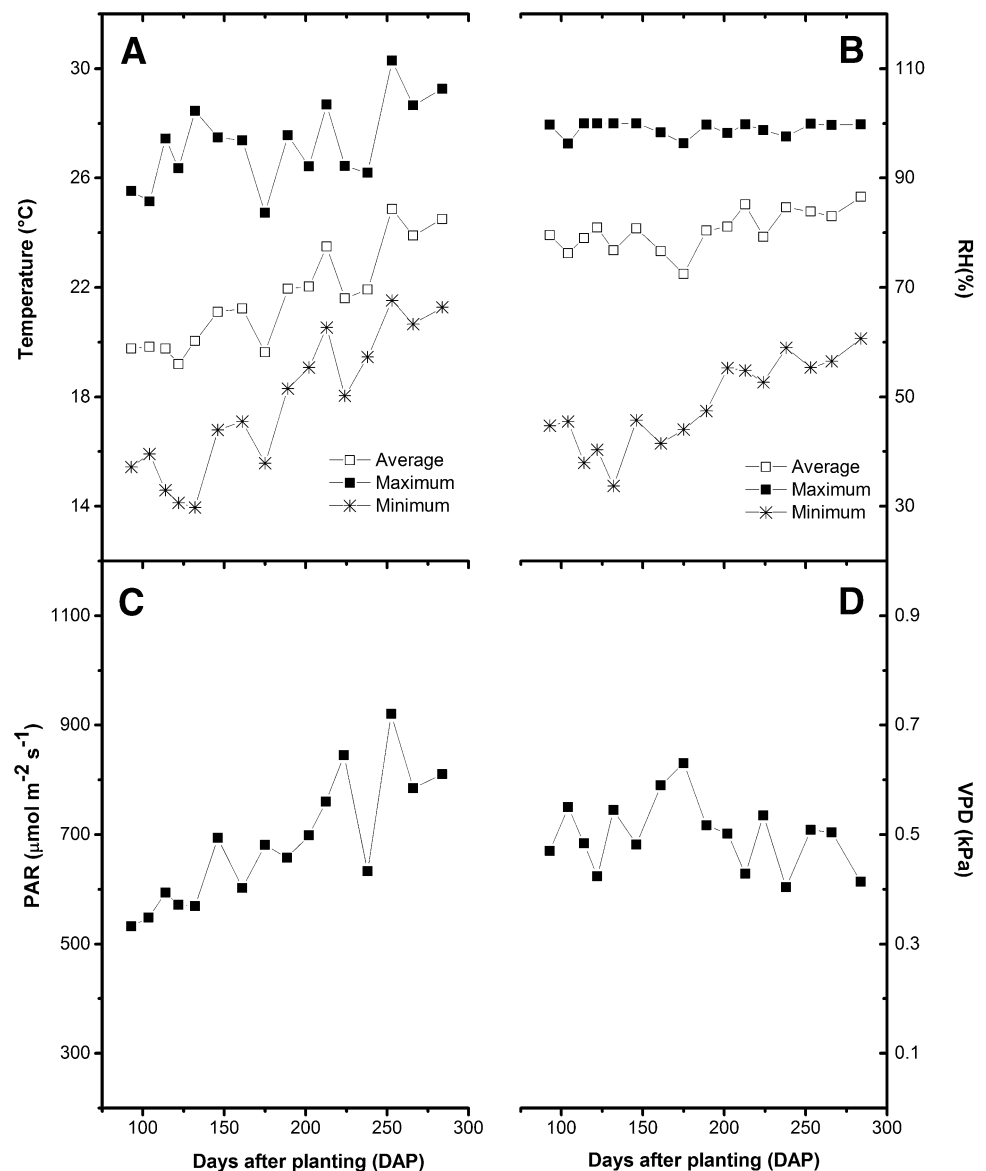 A
B
30
26
22
18
14
Temperature (°C)
Average
Maximum
Minimum
110
90
70
50
30
RH(%)
Average
Maximum
Minimum
C
D
1100
900
700
500
300
PAR (μmol m⁻² s⁻¹)
0.9
0.7
0.5
0.3
0.1
VPD (kPa)
100 150 200 250 300
100 150 200 250 300
Days after planting (DAP)
Days after planting (DAP)